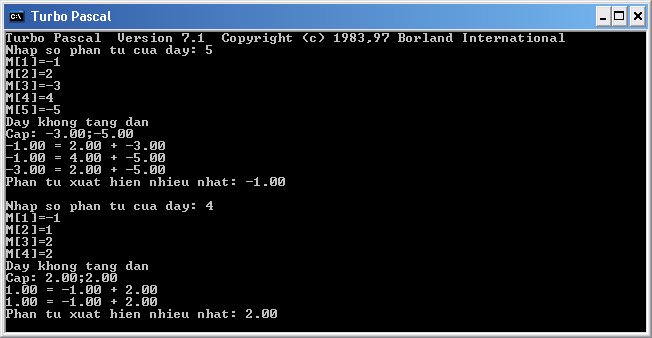 Turbo Pascal
Turbo Pascal  Version 7.1  Copyright (c) 1983,97 Borland International
Nhap so phan tu cua day: 5
M[1]=-1
M[2]=2
M[3]=-3
M[4]=4
M[5]=-5
Day khong tang dan
Cap: -3.00;-5.00
-1.00 = 2.00 + -3.00
-1.00 = 4.00 + -5.00
-3.00 = 2.00 + -5.00
Phan tu xuat hien nhieu nhat: -1.00
Nhap so phan tu cua day: 4
M[1]=-1
M[2]=1
M[3]=2
M[4]=2
Day khong tang dan
Cap: 2.00;2.00
1.00 = -1.00 + 2.00
1.00 = -1.00 + 2.00
Phan tu xuat hien nhieu nhat: 2.00